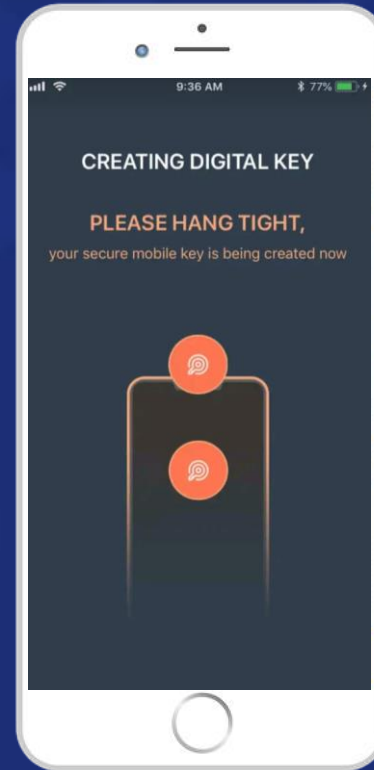 9:36 AM 77%
CREATING DIGITAL KEY
PLEASE HANG TIGHT,
your secure mobile key is being created now